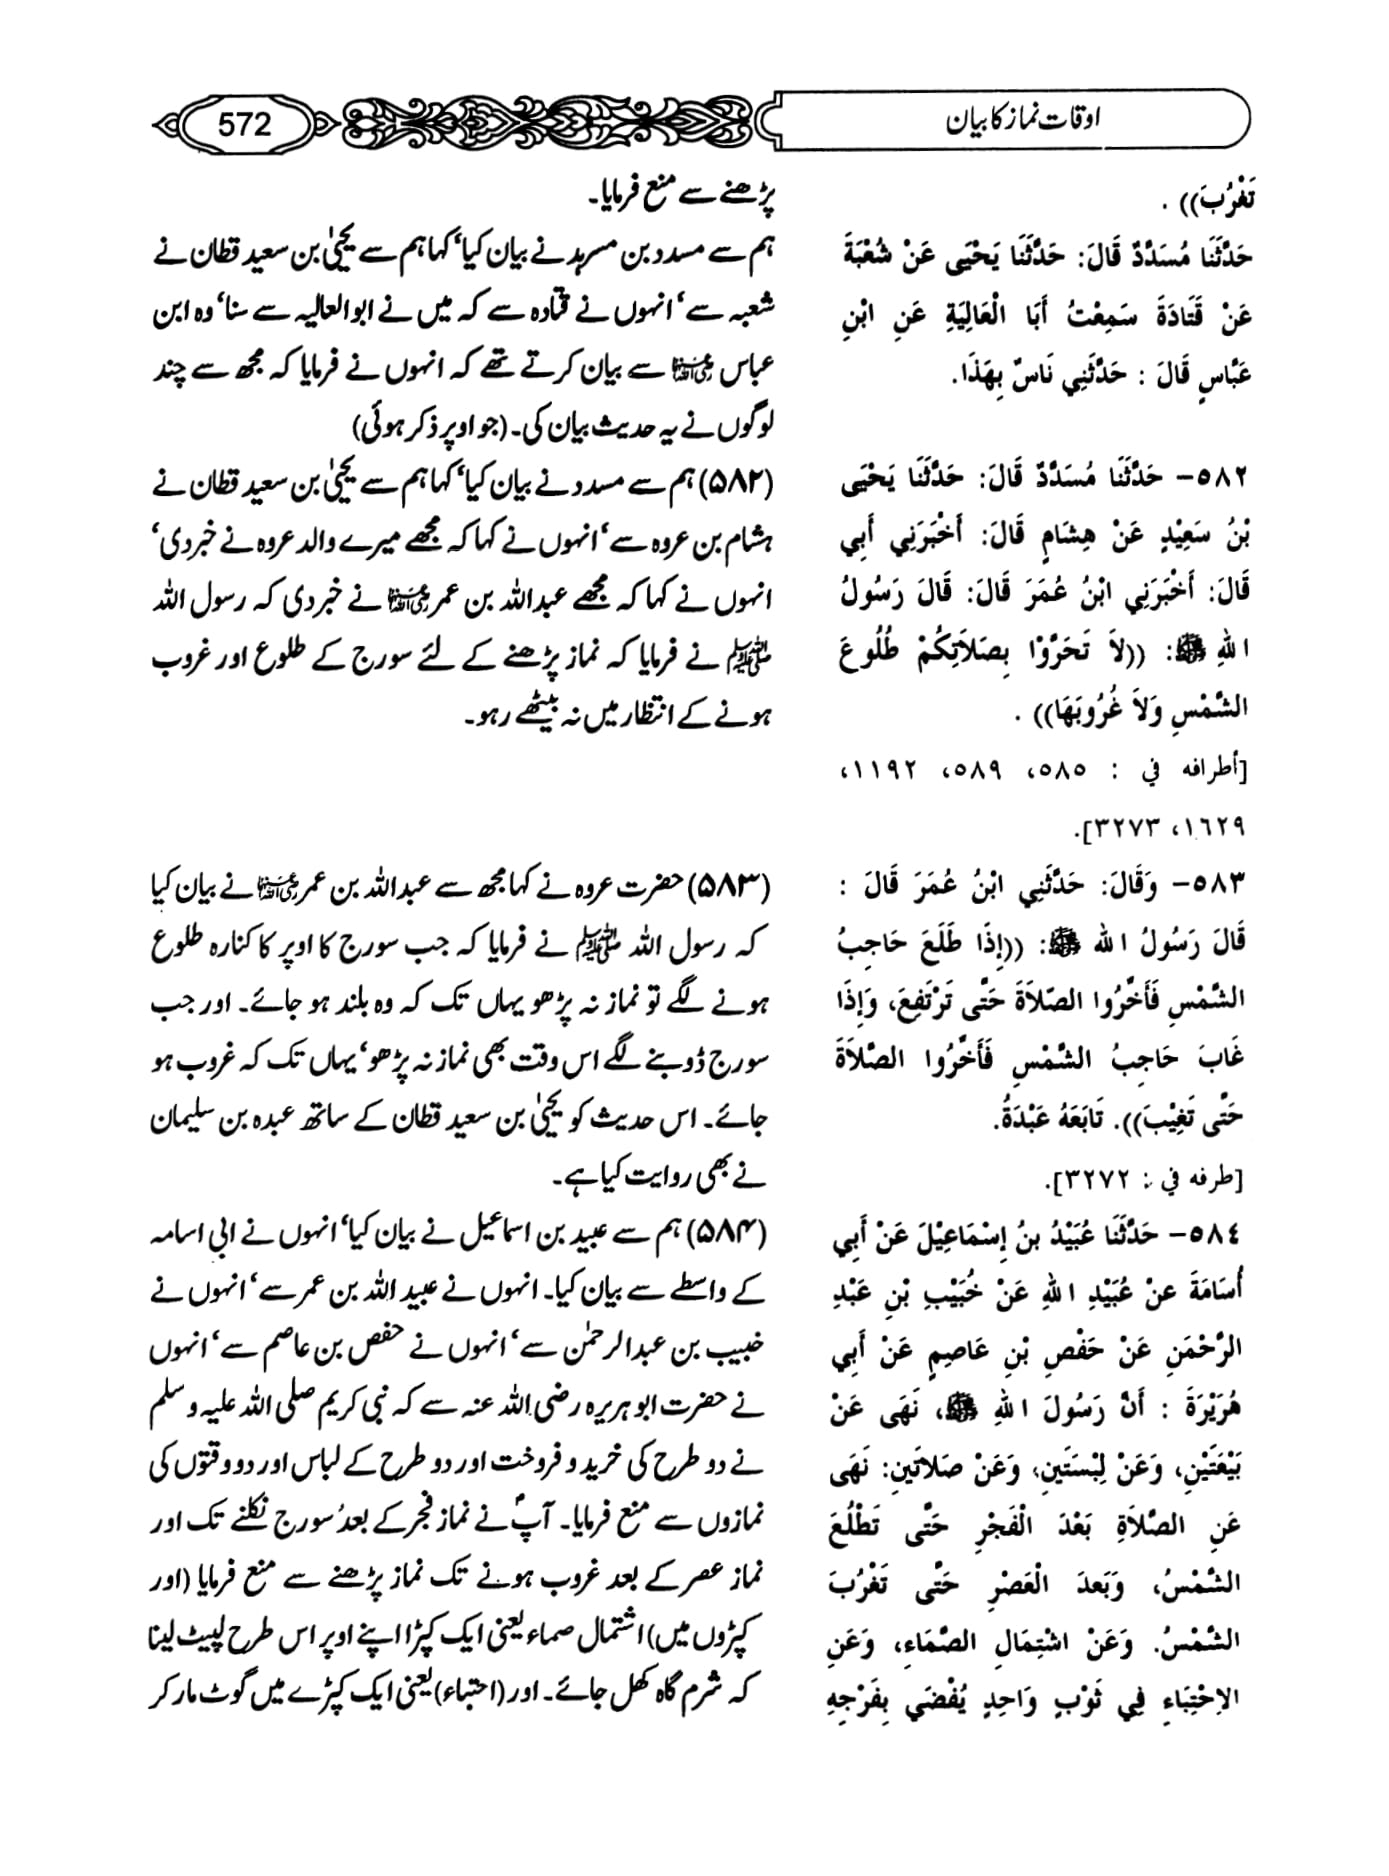 اوقات نماز کا بیان
572
تَغْرُبَ)) .
حَدَّثَنَا مُسَدَّدٌ قَالَ: حَدَّثَنَا يَحْيَى عَنْ شُعْبَةَ
عَنْ قَتَادَةَ سَمِعْتُ أَبَا الْعَالِيَةِ عَنِ ابْنِ
عَبَّاسٍ قَالَ : حَدَّثَنِي نَاسٌ بِهَذَا.
٥٨٢- حَدَّثَنَا مُسَدَّدٌ قَالَ: حَدَّثَنَا يَحْيَى
بْنُ سَعِيْدٍ عَنْ هِشَامٍ قَالَ: أَخْبَرَنِي أَبِي
قَالَ: أَخْبَرَنِي ابْنُ عُمَرَ قَالَ: قَالَ رَسُولُ
اللهِ ﷺ: ((لاَ تَحَرَّوْا بِصَلاَتِكُمْ طُلُوعَ
الشَّمْسِ وَلاَ غُرُوبَهَا)) .
[أطرافه في : ٥٨٥، ٥٨٩، ١١٩٢،
١٦٢٩، ٣٢٧٣].
٥٨٣- وَقَالَ: حَدَّثَنِي ابْنُ عُمَرَ قَالَ :
قَالَ رَسُولُ اللهِ ﷺ: ((إِذَا طَلَعَ حَاجِبُ
الشَّمْسِ فَأَخِّرُوا الصَّلاَةَ حَتَّى تَرْتَفِعَ، وَإِذَا
غَابَ حَاجِبُ الشَّمْسِ فَأَخِّرُوا الصَّلاَةَ
حَتَّى تَغِيْبَ)). تَابَعَهُ عَبْدَةُ.
[طرفه في : ٣٢٧٢].
٥٨٤- حَدَّثَنَا عُبَيْدُ بنُ إِسْمَاعِيْلَ عَنْ أَبِي
أُسَامَةَ عنْ عُبَيْدِ اللهِ عَنْ خُبَيْبِ بْنِ عَبْدِ
الرَّحْمَنِ عَنْ حَفْصِ بْنِ عَاصِمٍ عَنْ أَبِي
هُرَيْرَةَ : أَنَّ رَسُولَ اللهِ ﷺ، نَهَى عَنْ
بَيْعَتَيْنِ، وَعَنْ لِبْسَتَينِ، وَعَنْ صَلاَتَينِ: نَهَى
عَنِ الصَّلاَةِ بَعْدَ الْفَجْرِ حَتَّى تَطْلُعَ
الشَّمْسُ، وَبَعدَ الْعَصْرِ حَتَّى تَغْرُبَ
الشَّمْسُ. وَعَنْ اشْتِمَالِ الصَّمَّاءِ، وَعَنِ
الاِحْتِبَاءِ فِي ثَوْبٍ وَاحِدٍ يُفْضَي بِفَرْجِهِ
پڑھنے سے منع فرمایا۔
ہم سے مسدد بن مسرہد نے بیان کیا‘ کہا ہم سے یحییٰ بن سعید قطان نے
شعبہ سے‘ انہوں نے قتادہ سے کہ میں نے ابوالعالیہ سے سنا‘ وہ ابن
عباس رضی اللہ عنہما سے بیان کرتے تھے کہ انہوں نے فرمایا کہ مجھ سے چند
لوگوں نے یہ حدیث بیان کی۔ (جو اوپر ذکر ہوئی)
(۵۸۲) ہم سے مسدد نے بیان کیا‘ کہا ہم سے یحییٰ بن سعید قطان نے
ہشام بن عروہ سے‘ انہوں نے کہا کہ مجھے میرے والد عروہ نے خبر دی‘
انہوں نے کہا کہ مجھے عبداللہ بن عمر رضی اللہ عنہما نے خبر دی کہ رسول اللہ
ﷺ نے فرمایا کہ نماز پڑھنے کے لئے سورج کے طلوع اور غروب
ہونے کے انتظار میں نہ بیٹھے رہو۔
(۵۸۳) حضرت عروہ نے کہا مجھ سے عبداللہ بن عمر رضی اللہ عنہما نے بیان کیا
کہ رسول اللہ ﷺ نے فرمایا کہ جب سورج کا اوپر کا کنارہ طلوع
ہونے لگے تو نماز نہ پڑھو یہاں تک کہ وہ بلند ہو جائے۔ اور جب
سورج ڈوبنے لگے اس وقت بھی نماز نہ پڑھو‘ یہاں تک کہ غروب ہو
جائے۔ اس حدیث کو یحییٰ بن سعید قطان کے ساتھ عبدہ بن سلیمان
نے بھی روایت کیا ہے۔
(۵۸۴) ہم سے عبید بن اسماعیل نے بیان کیا‘ انہوں نے ابی اسامہ
کے واسطے سے بیان کیا۔ انہوں نے عبید اللہ بن عمر سے‘ انہوں نے
خبیب بن عبدالرحمٰن سے‘ انہوں نے حفص بن عاصم سے‘ انہوں
نے حضرت ابو ہریرہ رضی اللہ عنہ سے کہ نبی کریم صلی اللہ علیہ و سلم
نے دو طرح کی خرید و فروخت اور دو طرح کے لباس اور دو وقتوں کی
نمازوں سے منع فرمایا۔ آپؐ نے نماز فجر کے بعد سورج نکلنے تک اور
نماز عصر کے بعد غروب ہونے تک نماز پڑھنے سے منع فرمایا (اور
کپڑوں میں) اشتمال صماء یعنی ایک کپڑا اپنے اوپر اس طرح لپیٹ لینا
کہ شرم گاہ کھل جائے۔ اور (احتباء) یعنی ایک کپڑے میں گوٹ مار کر